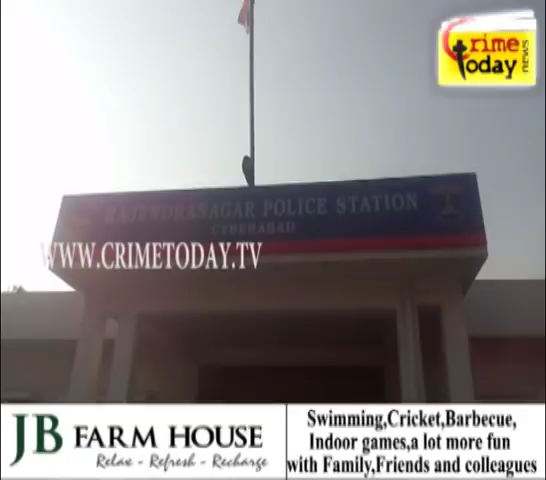 Crime
Today
news
RAJENDRANAGAR POLICE STATION
CYBERABAD
WWW.CRIMETODAY.TV
JB FARM HOUSE
Relax - Refresh - Recharge
Swimming,Cricket,Barbecue,
Indoor games,a lot more fun
with Family,Friends and colleagues